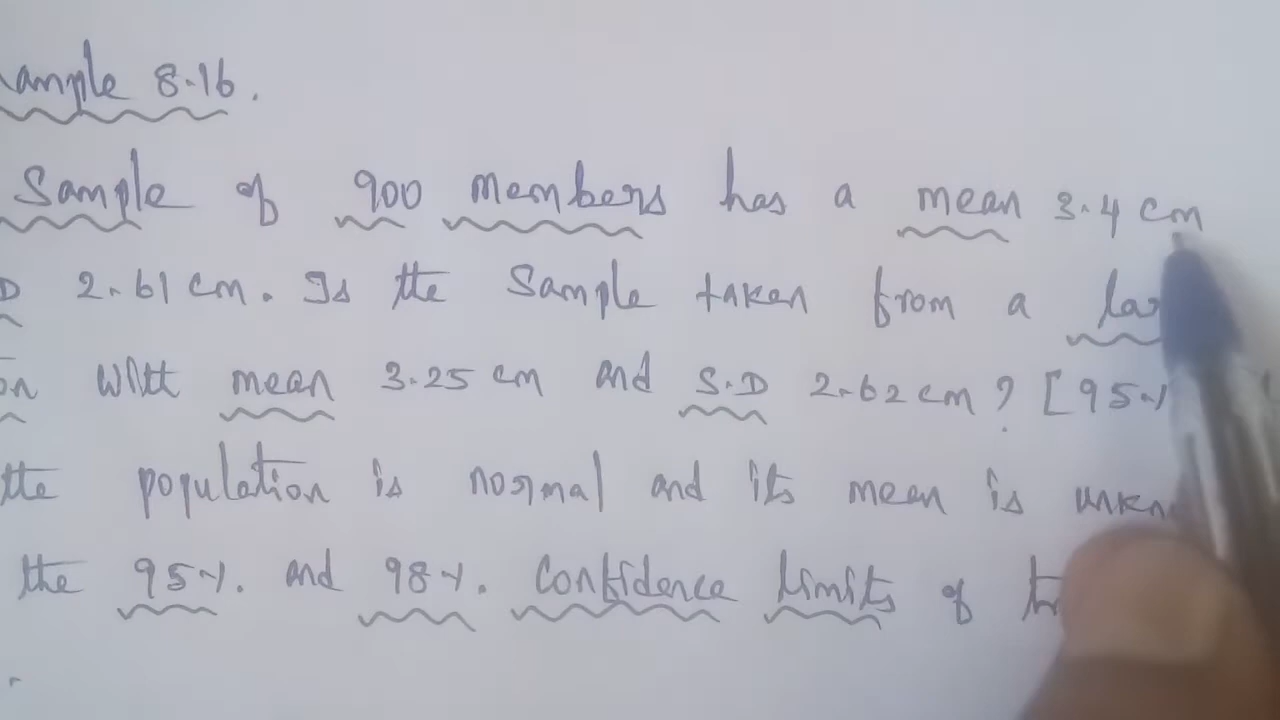 ample 8.16.
Sample of 900 members has a mean 3.4 cm
D 2.61 cm. Is the Sample taken from a
on with mean 3.25 cm and S.D 2.62 cm? [95%
the population is normal and its mean is
the 95%. and 98%. Confidence limits of